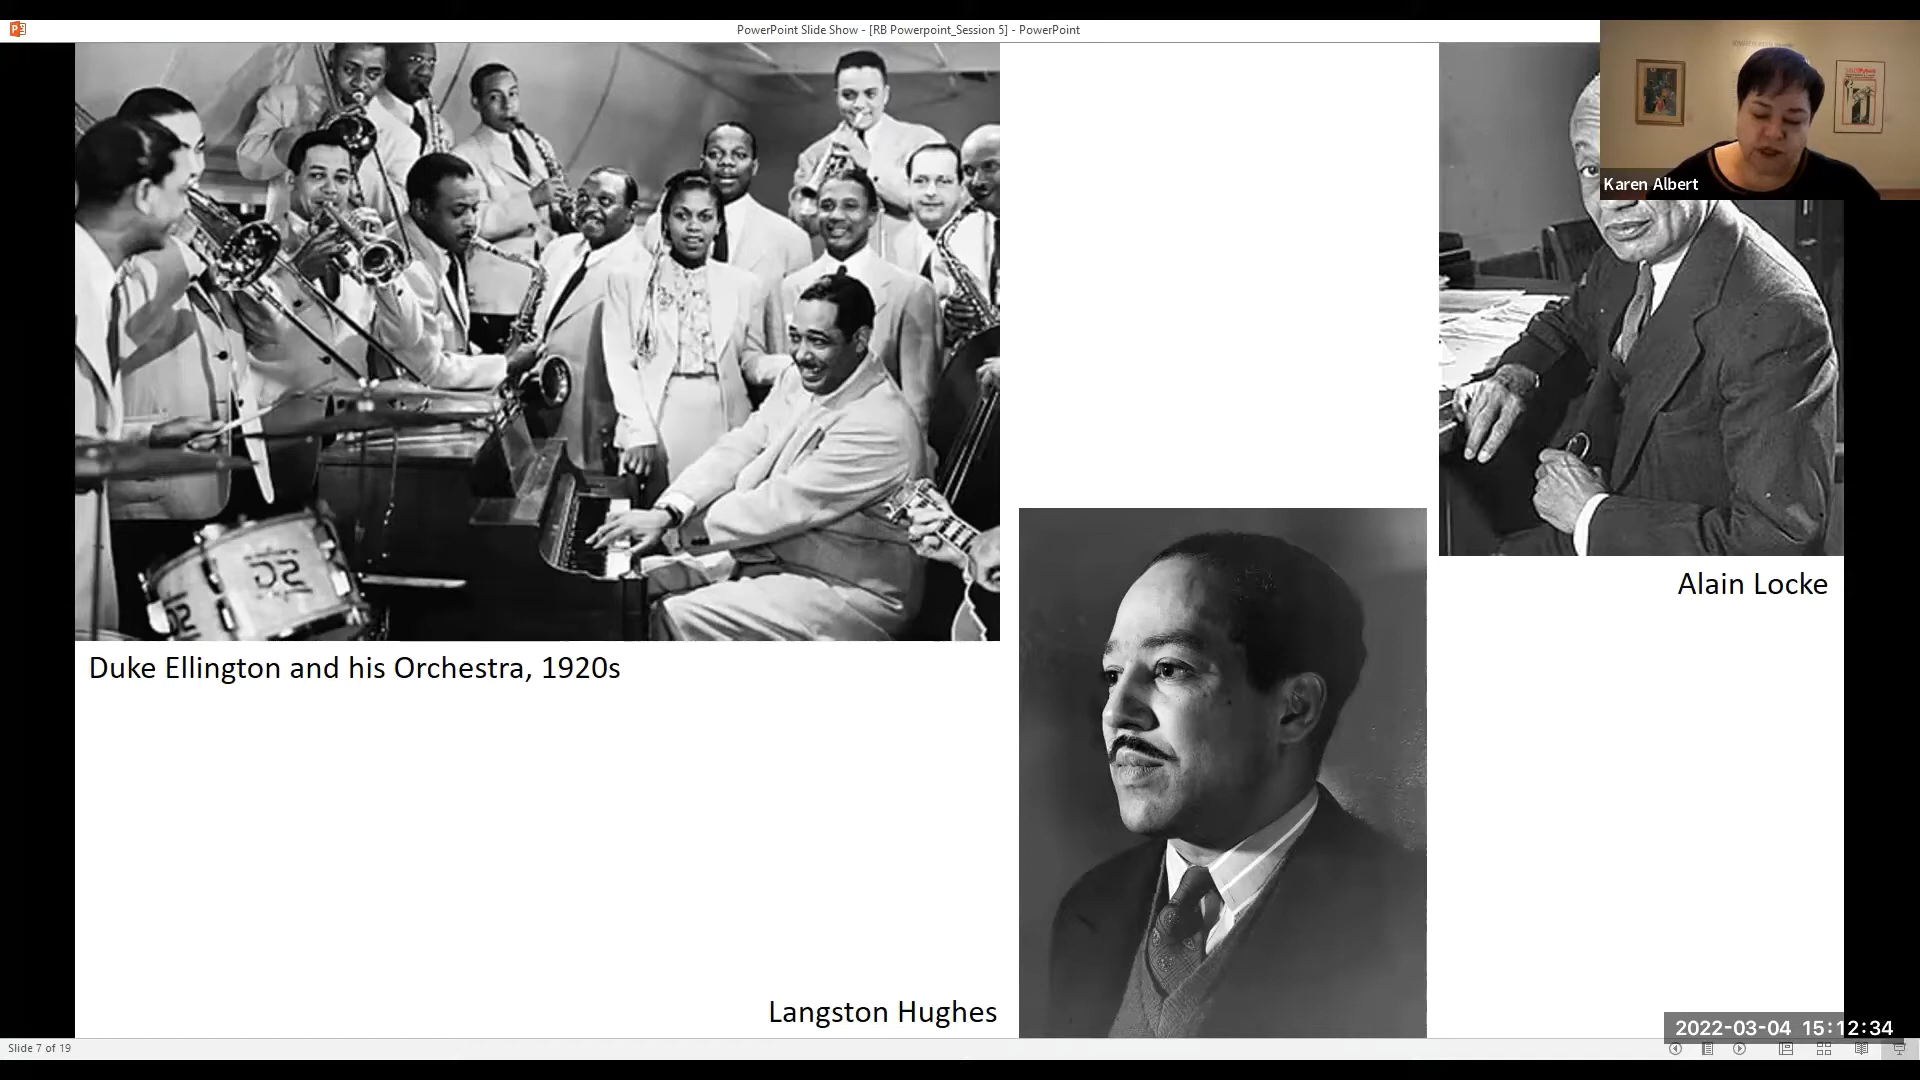 PowerPoint Slide Show - [RB Powerpoint_Session 5] - PowerPoint
Karen Albert
Alain Locke
Duke Ellington and his Orchestra, 1920s
Langston Hughes
2022-03-04 15:12:34
Slide 7 of 19